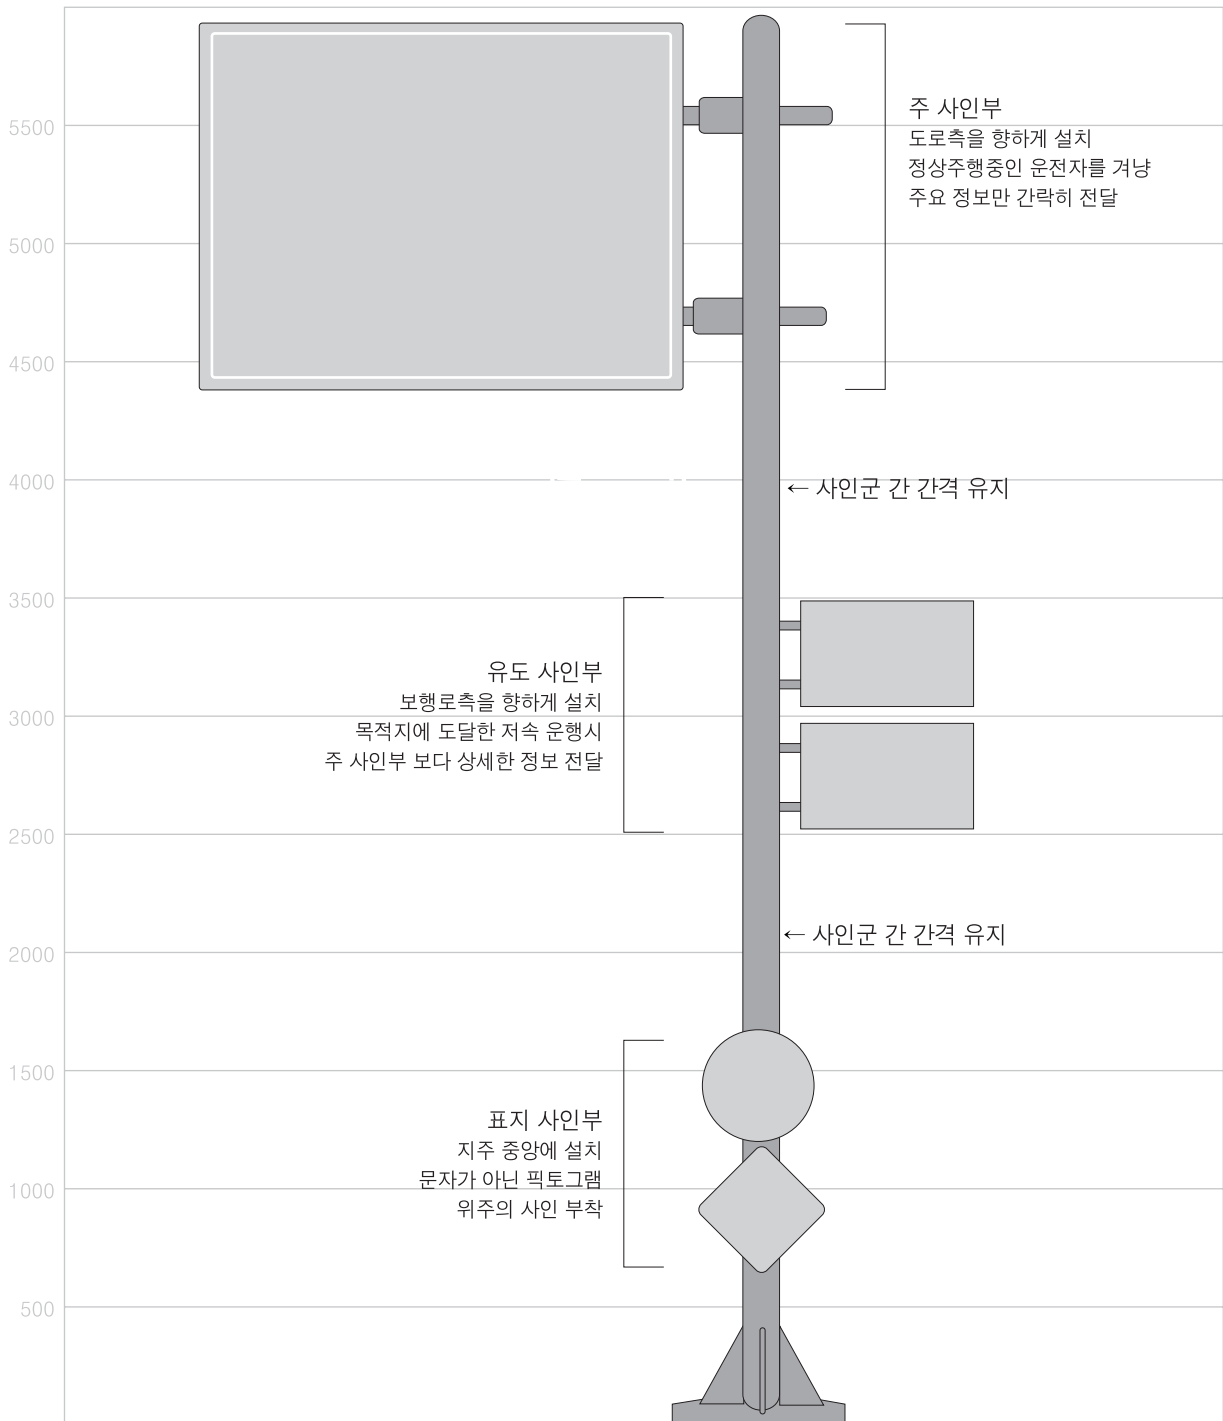 주 사인부
5500
도로측을 향하게 설치
정상주행중인 운전자를 겨냥
주요 정보만 간략히 전달
5000
4500
4000
← 사인군 간 간격 유지
3500
유도 사인부
보행로측을 향하게 설치
3000
목적지에 도달한 저속 운행시
주 사인부 보다 상세한 정보 전달
2500
← 사인군 간 간격 유지
2000
1500
표지 사인부
지주 중앙에 설치
문자가 아닌 픽토그램
1000
위주의 사인 부착
500